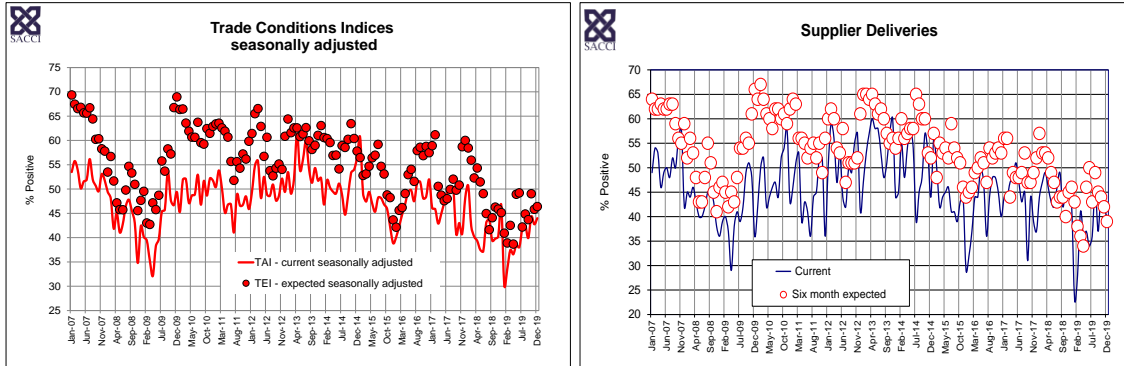 SACCI
Trade Conditions Indices
seasonally adjusted
75
70
65
60
55
50
45
40
35
30
25
% Positive
TAI - current seasonally adjusted
TEI - expected seasonally adjusted
Jan-07
Jun-07
Nov-07
Apr-08
Sep-08
Feb-09
Jul-09
Dec-09
May-10
Oct-10
Mar-11
Aug-11
Jan-12
Jun-12
Nov-12
Apr-13
Sep-13
Feb-14
Jul-14
Dec-14
May-15
Oct-15
Mar-16
Aug-16
Jan-17
Jun-17
Nov-17
Apr-18
Sep-18
Feb-19
Jul-19
Dec-19
SACCI
Supplier Deliveries
70
65
60
55
50
45
40
35
30
25
20
% Positive
Current
Six month expected
Jan-07
Jun-07
Nov-07
Apr-08
Sep-08
Feb-09
Jul-09
Dec-09
May-10
Oct-10
Mar-11
Aug-11
Jan-12
Jun-12
Nov-12
Apr-13
Sep-13
Feb-14
Jul-14
Dec-14
May-15
Oct-15
Mar-16
Aug-16
Jan-17
Jun-17
Nov-17
Apr-18
Sep-18
Feb-19
Jul-19
Dec-19